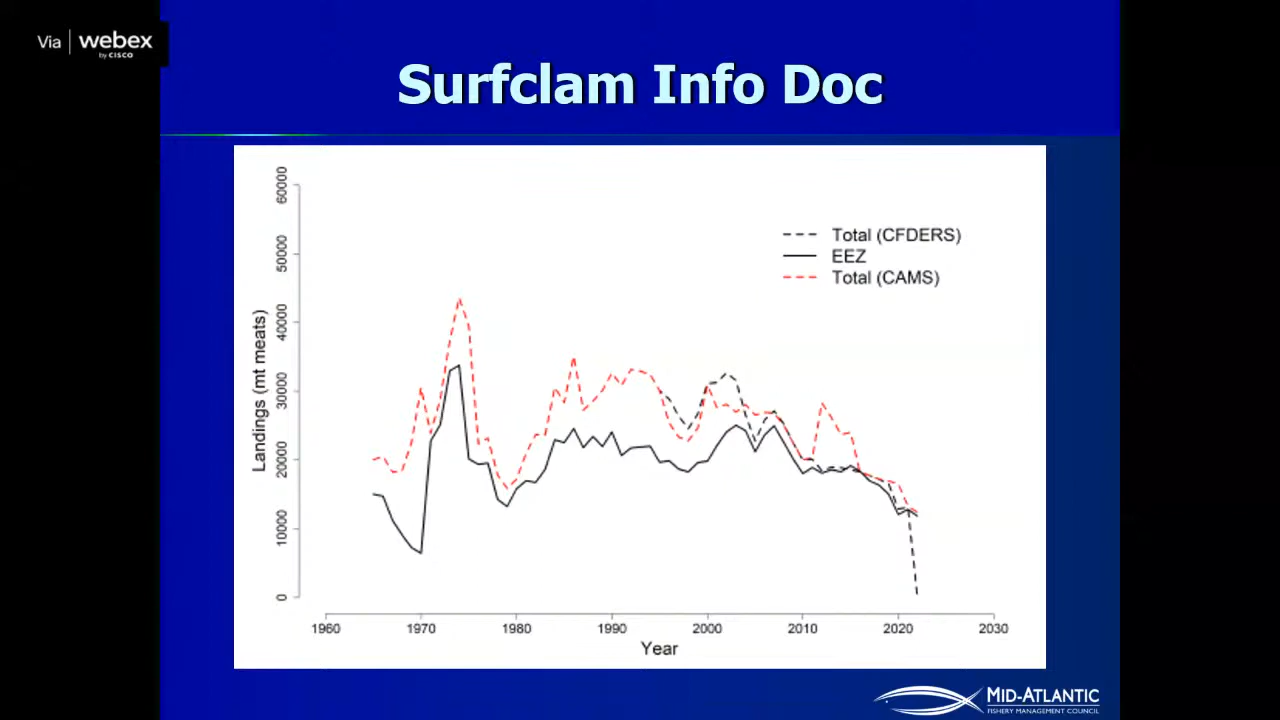 Via | webex
by CISCO
Surfclam Info Doc
60000
50000
40000
30000
20000
10000
0
Landings (mt meats)
Total (CFDERS)
EEZ
Total (CAMS)
1960 1970 1980 1990 2000 2010 2020 2030
Year
MID-ATLANTIC
FISHERY MANAGEMENT COUNCIL